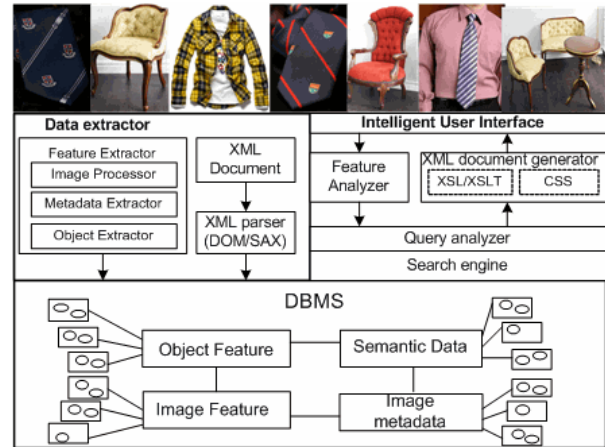 Data extractor
Feature Extractor
Image Processor
Metadata Extractor
Object Extractor
XML
Document
XML parser
(DOM/SAX)
Intelligent User Interface
Feature
Analyzer
XML document generator
XSL/XSLT
CSS
Query analyzer
Search engine
DBMS
Object Feature
Semantic Data
Image Feature
Image
metadata